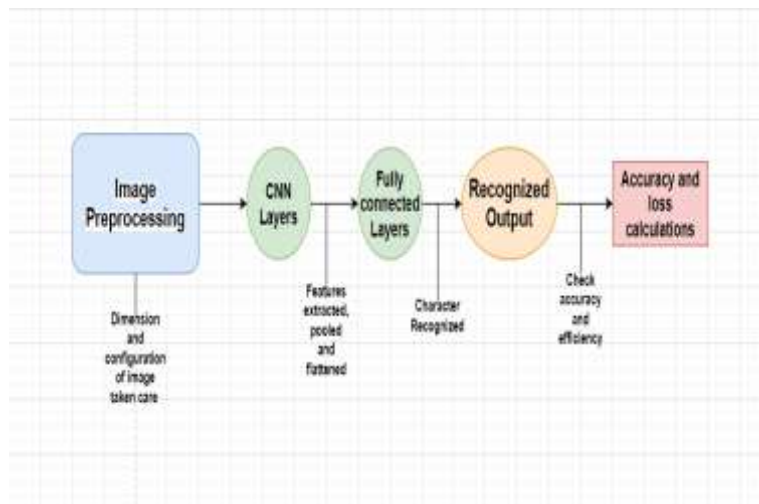 Image
Preprocessing
CNN
Layers
Fully
connected
Layers
Recognized
Output
Accuracy and
loss
calculations
Dimension
and
configuration
of image
taken care
Features
extracted,
pooled
and
flattened
Character
Recognized
Check
accuracy
and
efficiency